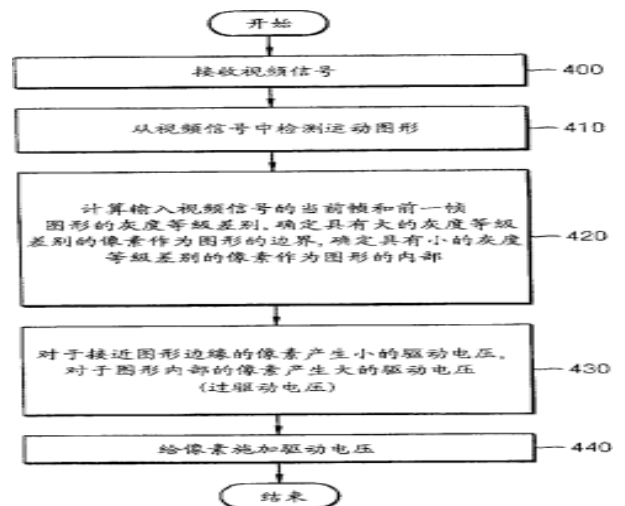 开始
接收视频信号
400
从视频信号中检测运动图形
410
计算输入视频信号的当前帧和前一帧
图形的灰度等级差别,确定具有大的灰度等级
差别的像素作为图形的边界,确定具有小的灰度
等级差别的像素作为图形的内部
420
对于接近图形边缘的像素产生小的驱动电压,
对于图形内部的像素产生大的驱动电压
(过驱动电压)
430
给像素施加驱动电压
440
结束